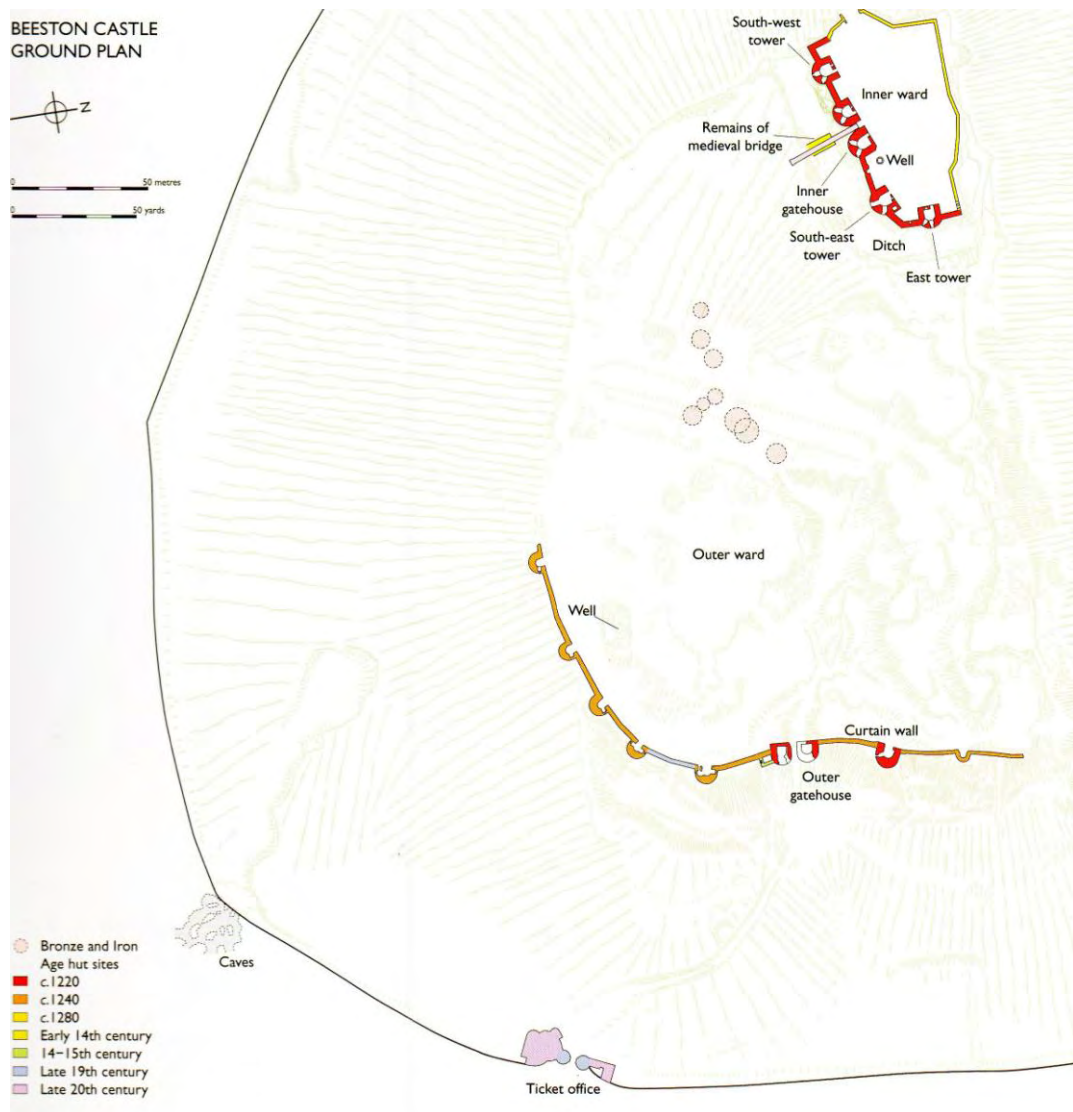 BEESTON CASTLE
GROUND PLAN
Z
0
50 metres
0
50 yards
South-west
tower
Inner ward
Remains of
medieval bridge
Well
Inner
gatehouse
South-east
tower
Ditch
East tower
Outer ward
Well
Curtain wall
Outer
gatehouse
Caves
Ticket office
Bronze and Iron
Age hut sites
c.1220
c.1240
c.1280
Early 14th century
14–15th century
Late 19th century
Late 20th century